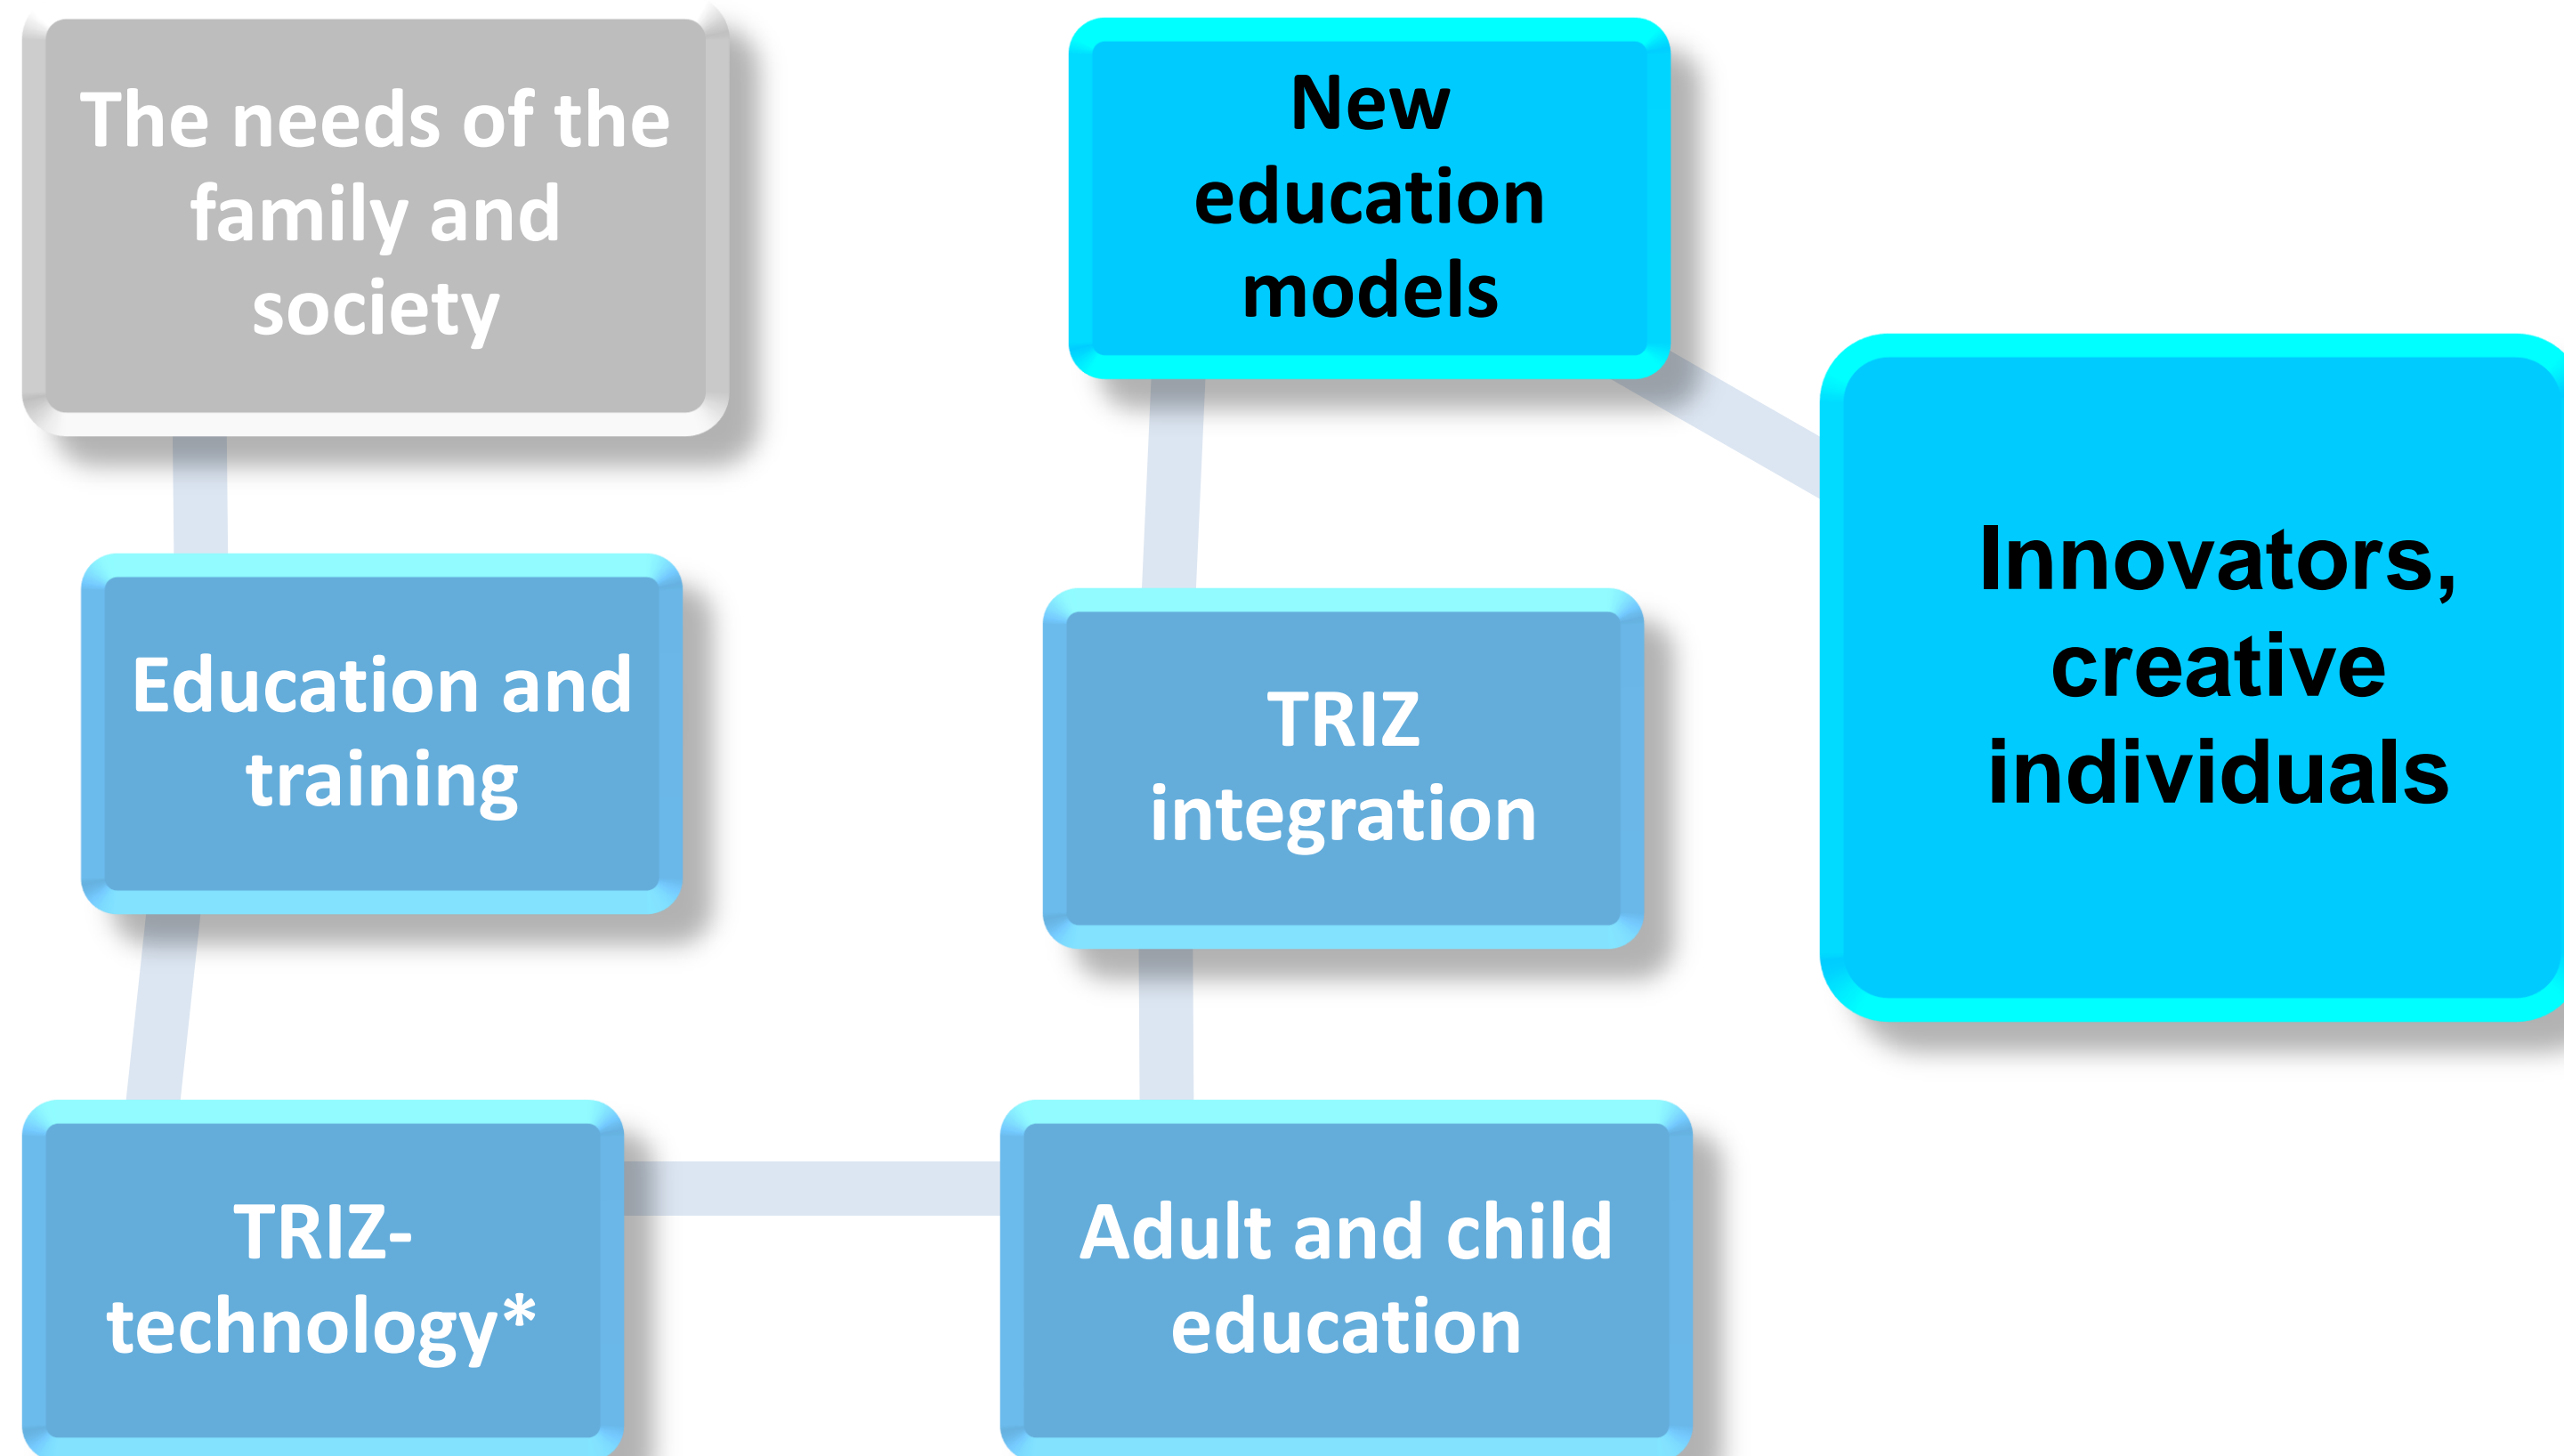 The needs of the
family and
society
Education and
training
TRIZ-
technology*
Adult and child
education
TRIZ
integration
New
education
models
Innovators,
creative
individuals